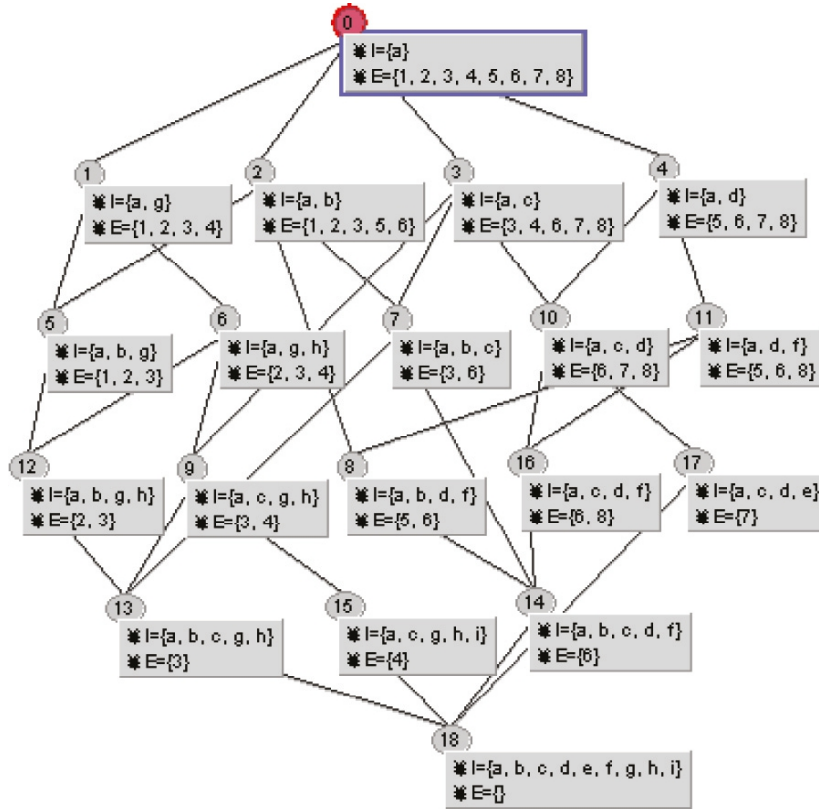 0
I={a}
E={1, 2, 3, 4, 5, 6, 7, 8}
1
I={a, g}
E={1, 2, 3, 4}
2
I={a, b}
E={1, 2, 3, 5, 6}
3
I={a, c}
E={3, 4, 6, 7, 8}
4
I={a, d}
E={5, 6, 7, 8}
5
I={a, b, g}
E={1, 2, 3}
6
I={a, g, h}
E={2, 3, 4}
7
I={a, b, c}
E={3, 6}
10
I={a, c, d}
E={6, 7, 8}
11
I={a, d, f}
E={5, 6, 8}
12
I={a, b, g, h}
E={2, 3}
9
I={a, c, g, h}
E={3, 4}
8
I={a, b, d, f}
E={5, 6}
16
I={a, c, d, f}
E={6, 8}
17
I={a, c, d, e}
E={7}
13
I={a, b, c, g, h}
E={3}
15
I={a, c, g, h, i}
E={4}
14
I={a, b, c, d, f}
E={6}
18
I={a, b, c, d, e, f, g, h, i}
E={}